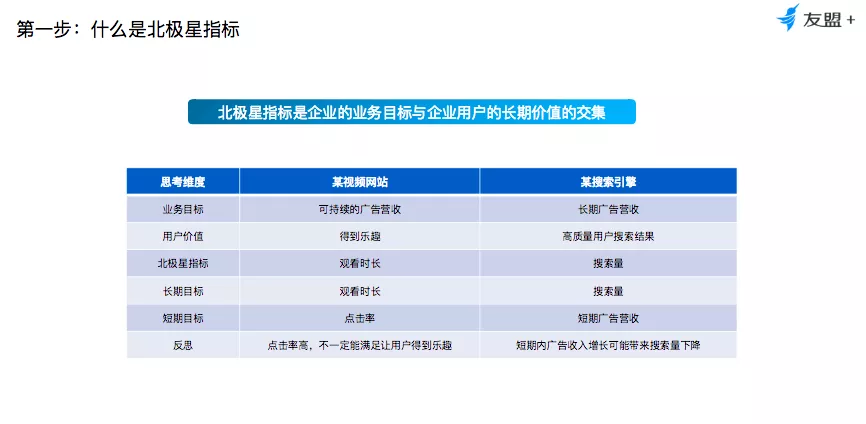 第一步：什么是北极星指标
友盟+
北极星指标是企业的业务目标与企业用户的长期价值的交集
思考维度 某视频网站 某搜索引擎
业务目标 可持续的广告营收 长期广告营收
用户价值 得到乐趣 高质量用户搜索结果
北极星指标 观看时长 搜索量
长期目标 观看时长 搜索量
短期目标 点击率 短期广告营收
反思 点击率高，不一定能满足让用户得到乐趣 短期内广告收入增长可能带来搜索量下降